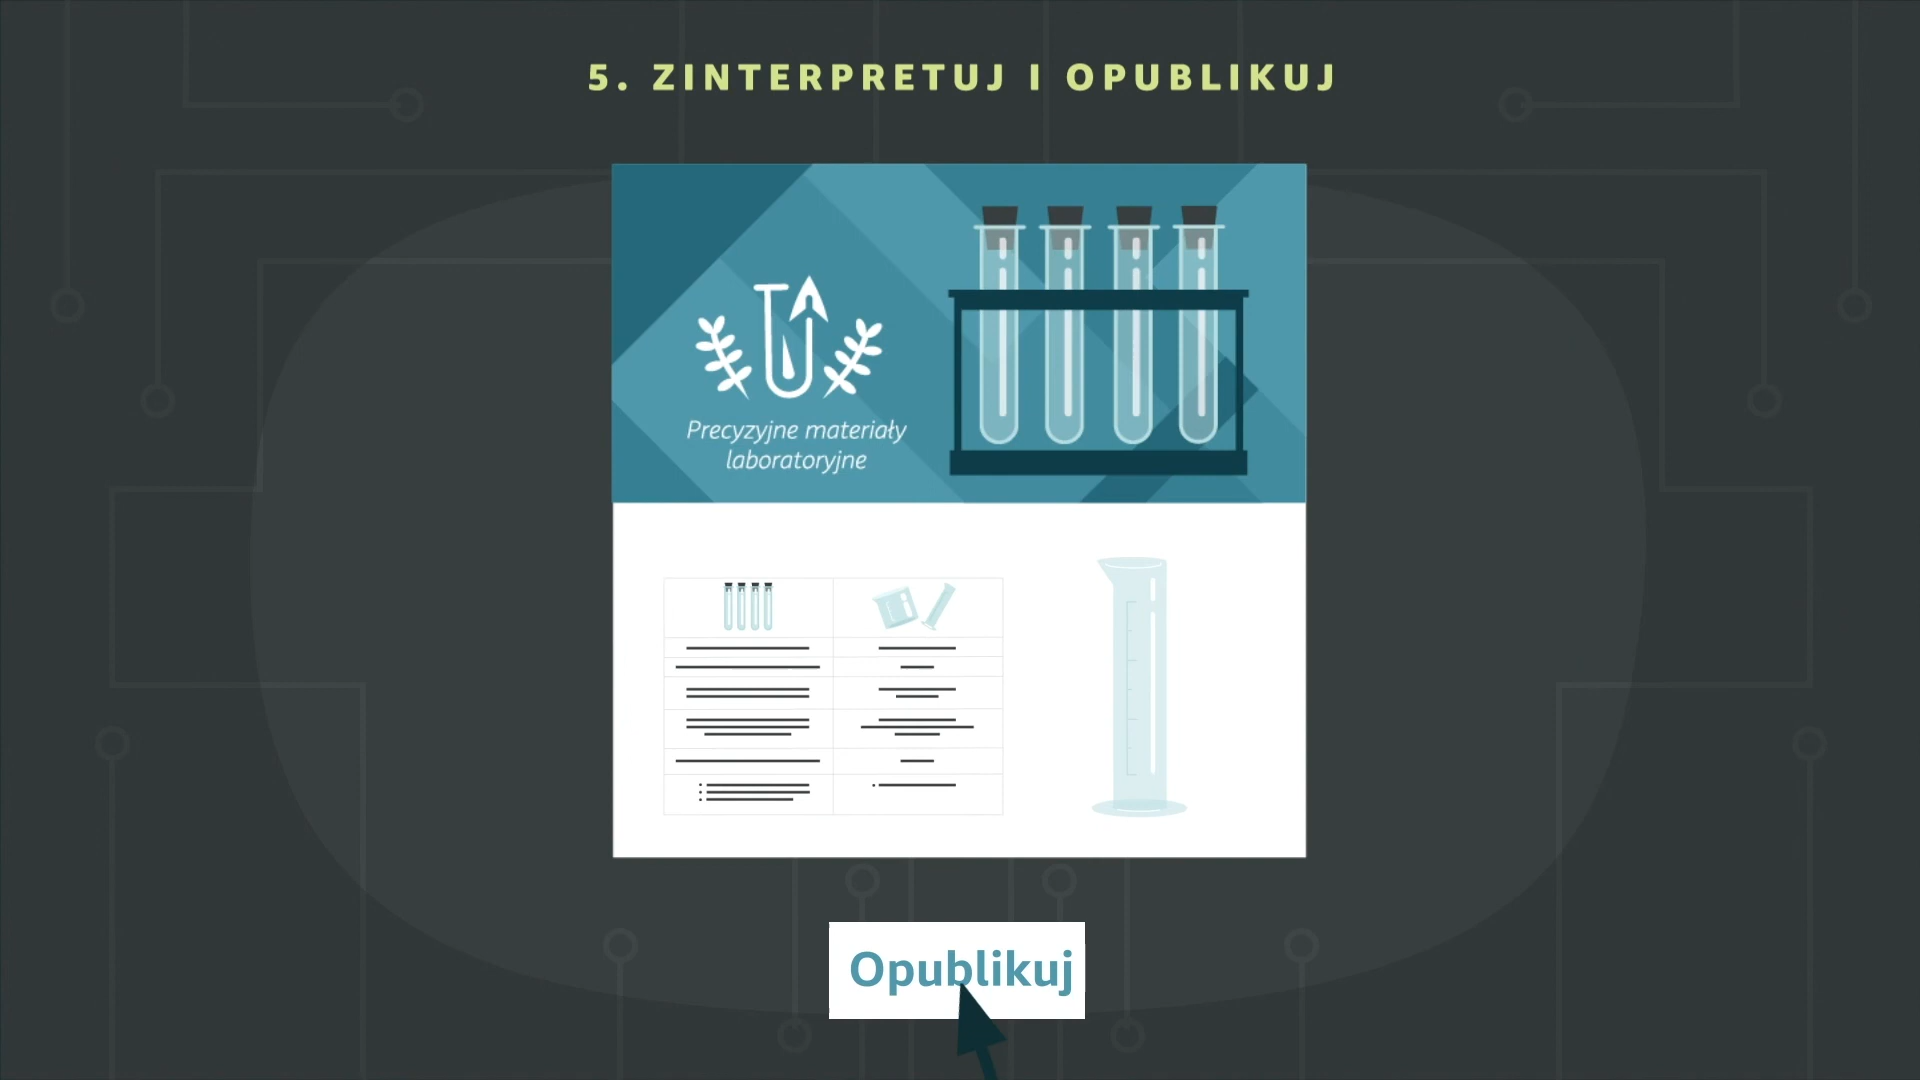 5. ZINTERPRETUJ I OPUBLIKUJ
Precyzyjne materiały
laboratoryjne
Opublikuj